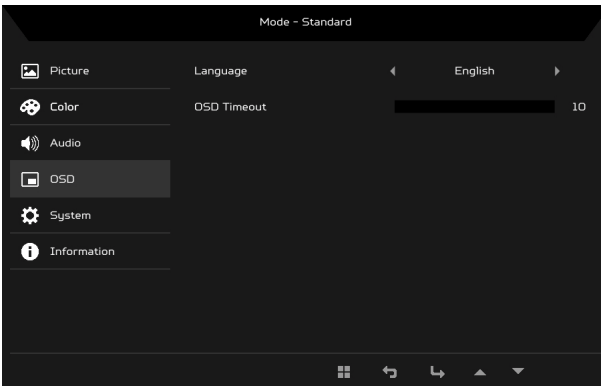 Mode - Standard
Picture
Language English
Color
OSD Timeout 10
Audio
OSD
System
Information